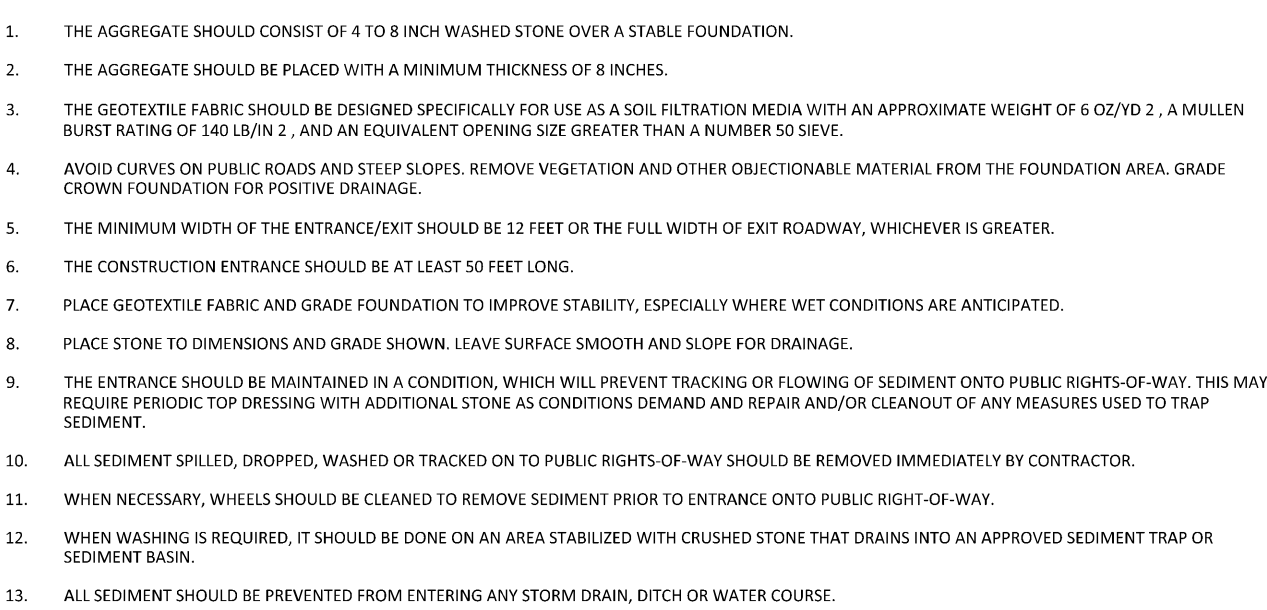 1. THE AGGREGATE SHOULD CONSIST OF 4 TO 8 INCH WASHED STONE OVER A STABLE FOUNDATION.
2. THE AGGREGATE SHOULD BE PLACED WITH A MINIMUM THICKNESS OF 8 INCHES.
3. THE GEOTEXTILE FABRIC SHOULD BE DESIGNED SPECIFICALLY FOR USE AS A SOIL FILTRATION MEDIA WITH AN APPROXIMATE WEIGHT OF 6 OZ/YD 2 , A MULLEN
BURST RATING OF 140 LB/IN 2 , AND AN EQUIVALENT OPENING SIZE GREATER THAN A NUMBER 50 SIEVE.
4. AVOID CURVES ON PUBLIC ROADS AND STEEP SLOPES. REMOVE VEGETATION AND OTHER OBJECTIONABLE MATERIAL FROM THE FOUNDATION AREA. GRADE
CROWN FOUNDATION FOR POSITIVE DRAINAGE.
5. THE MINIMUM WIDTH OF THE ENTRANCE/EXIT SHOULD BE 12 FEET OR THE FULL WIDTH OF EXIT ROADWAY, WHICHEVER IS GREATER.
6. THE CONSTRUCTION ENTRANCE SHOULD BE AT LEAST 50 FEET LONG.
7. PLACE GEOTEXTILE FABRIC AND GRADE FOUNDATION TO IMPROVE STABILITY, ESPECIALLY WHERE WET CONDITIONS ARE ANTICIPATED.
8. PLACE STONE TO DIMENSIONS AND GRADE SHOWN. LEAVE SURFACE SMOOTH AND SLOPE FOR DRAINAGE.
9. THE ENTRANCE SHOULD BE MAINTAINED IN A CONDITION, WHICH WILL PREVENT TRACKING OR FLOWING OF SEDIMENT ONTO PUBLIC RIGHTS-OF-WAY. THIS MAY
REQUIRE PERIODIC TOP DRESSING WITH ADDITIONAL STONE AS CONDITIONS DEMAND AND REPAIR AND/OR CLEANOUT OF ANY MEASURES USED TO TRAP
SEDIMENT.
10. ALL SEDIMENT SPILLED, DROPPED, WASHED OR TRACKED ON TO PUBLIC RIGHTS-OF-WAY SHOULD BE REMOVED IMMEDIATELY BY CONTRACTOR.
11. WHEN NECESSARY, WHEELS SHOULD BE CLEANED TO REMOVE SEDIMENT PRIOR TO ENTRANCE ONTO PUBLIC RIGHT-OF-WAY.
12. WHEN WASHING IS REQUIRED, IT SHOULD BE DONE ON AN AREA STABILIZED WITH CRUSHED STONE THAT DRAINS INTO AN APPROVED SEDIMENT TRAP OR
SEDIMENT BASIN.
13. ALL SEDIMENT SHOULD BE PREVENTED FROM ENTERING ANY STORM DRAIN, DITCH OR WATER COURSE.